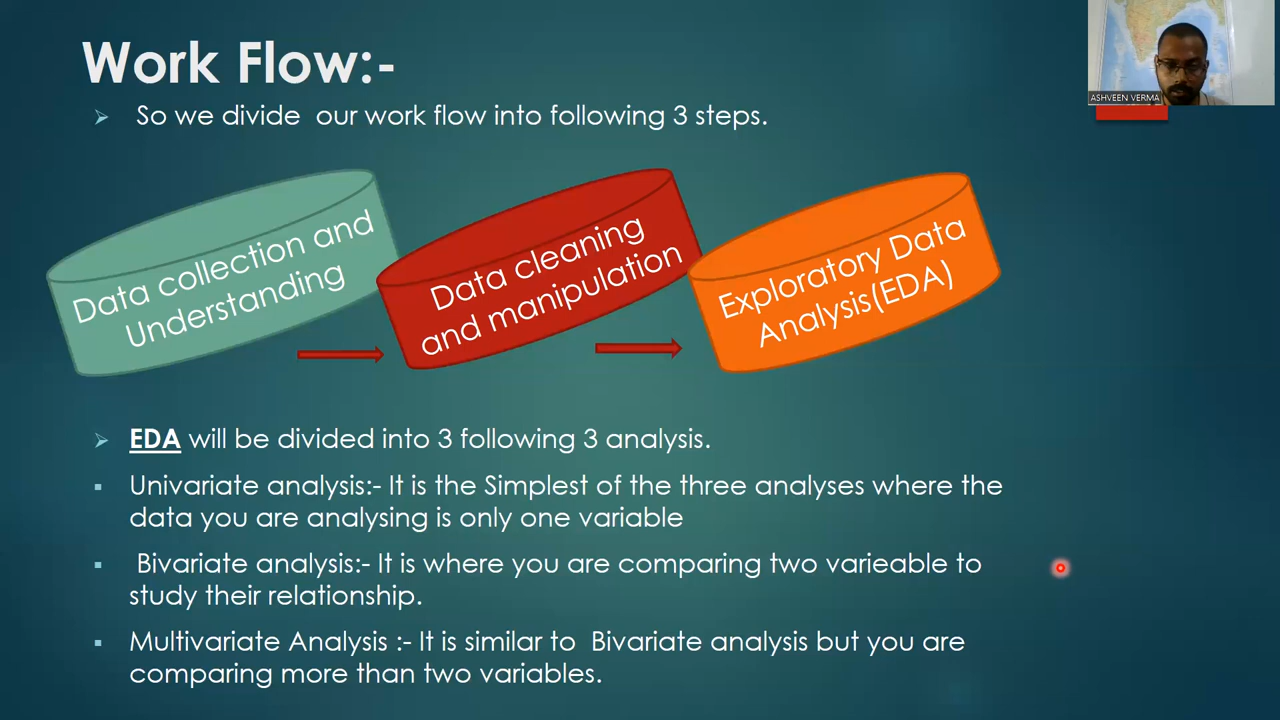 Work Flow:-
ASHVEEN VERMA
So we divide our work flow into following 3 steps.
Data collection and
Understanding
Data cleaning
and manipulation
Exploratory Data
Analysis(EDA)
EDA will be divided into 3 following 3 analysis.
Univariate analysis:- It is the Simplest of the three analyses where the
data you are analysing is only one variable
Bivariate analysis:- It is where you are comparing two varieable to
study their relationship.
Multivariate Analysis :- It is similar to Bivariate analysis but you are
comparing more than two variables.